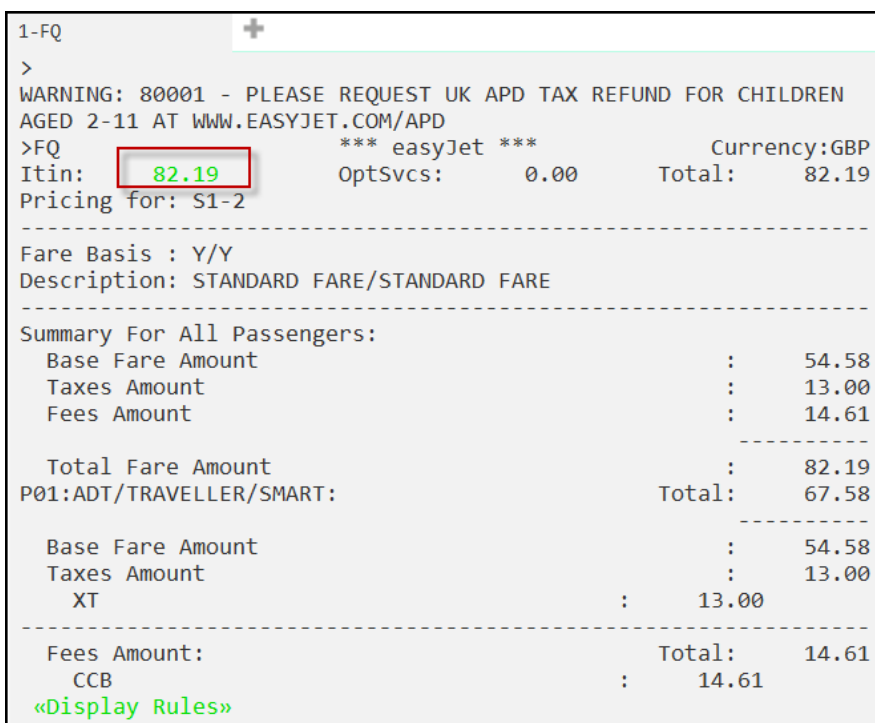 1-FQ
>
WARNING: 80001 - PLEASE REQUEST UK APD TAX REFUND FOR CHILDREN
AGED 2-11 AT WWW.EASYJET.COM/APD
>FQ *** easyJet *** Currency:GBP
Itin: 82.19 OptSvcs: 0.00 Total: 82.19
Pricing for: S1-2
-----------------------------------------------------------------
Fare Basis : Y/Y
Description: STANDARD FARE/STANDARD FARE
-----------------------------------------------------------------
Summary For All Passengers:
Base Fare Amount : 54.58
Taxes Amount : 13.00
Fees Amount : 14.61
----------
Total Fare Amount : 82.19
P01:ADT/TRAVELLER/SMART: Total: 67.58
----------
Base Fare Amount : 54.58
Taxes Amount : 13.00
XT : 13.00
-----------------------------------------------------------------
Fees Amount: Total: 14.61
CCB : 14.61
«Display Rules»